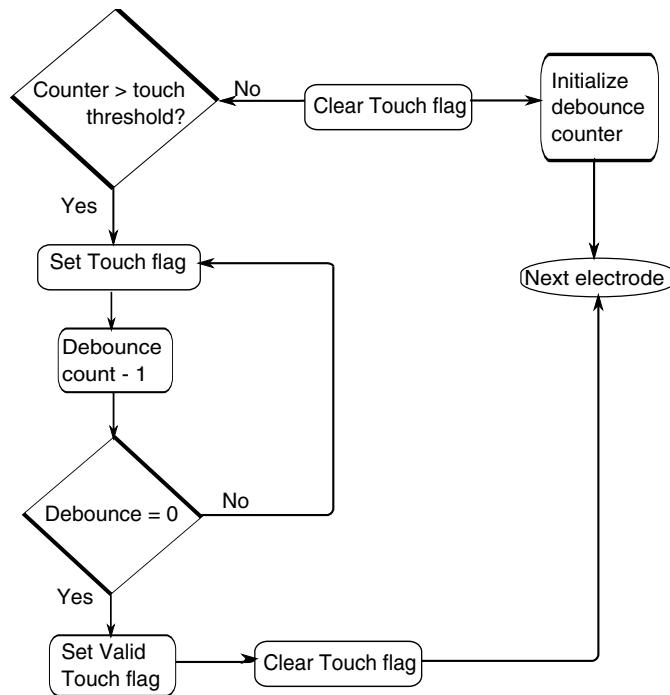 Counter > touch
threshold?
No
Clear Touch flag
Initialize
debounce
counter
Yes
Set Touch flag
Next electrode
Debounce
count - 1
Debounce = 0
No
Yes
Set Valid
Touch flag
Clear Touch flag